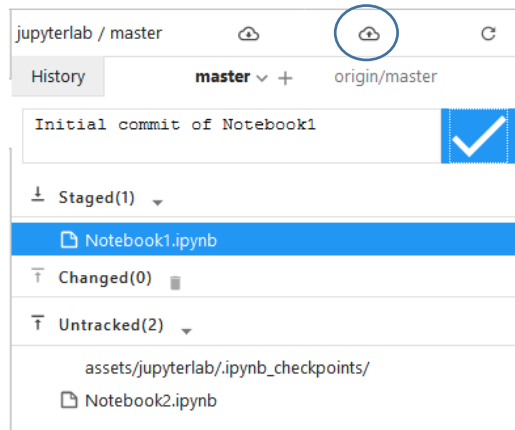 jupyterlab / master
History master + origin/master
Initial commit of Notebook1
Staged(1)
Notebook1.ipynb
Changed(0)
Untracked(2)
assets/jupyterlab/.ipynb_checkpoints/
Notebook2.ipynb